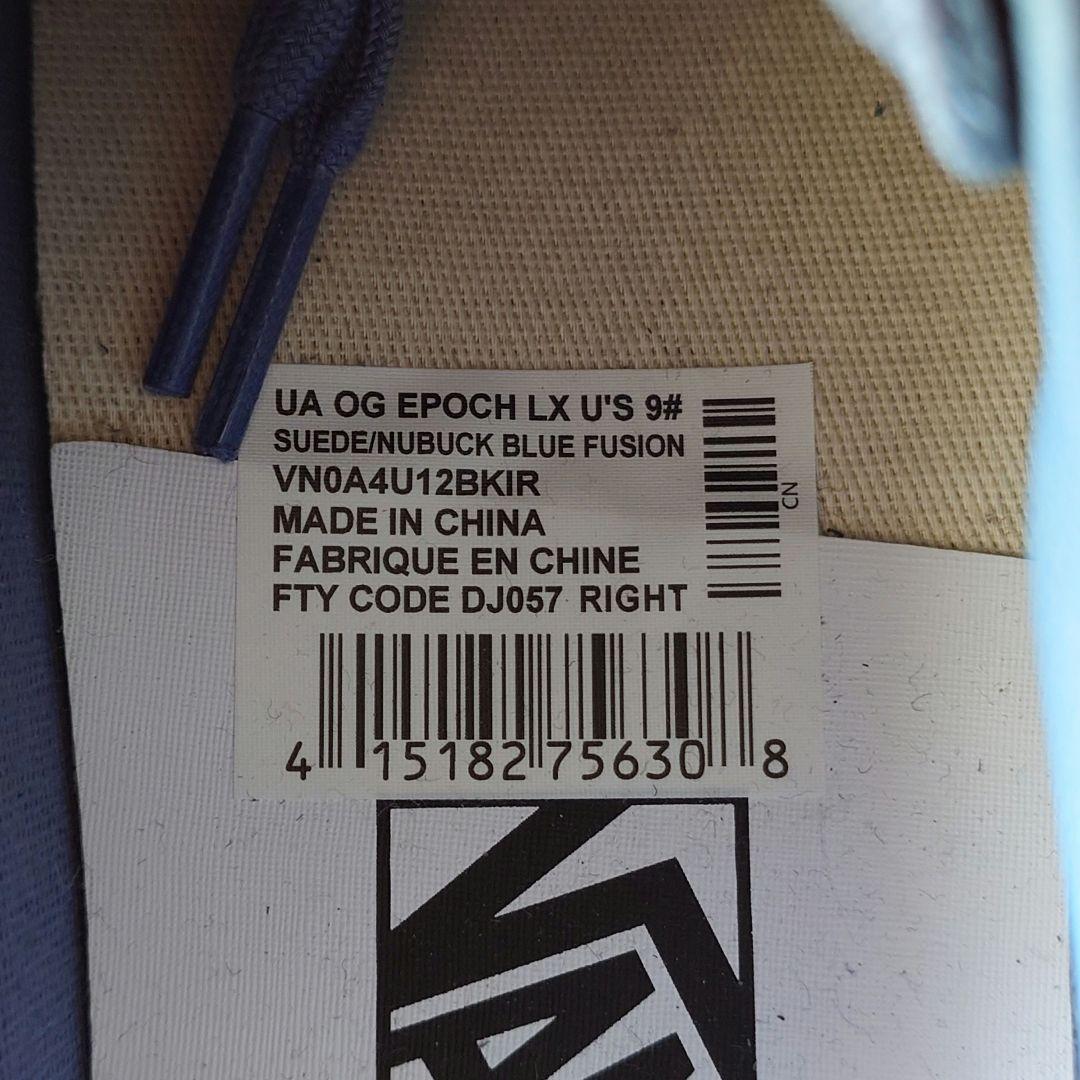 UA OG EPOCH LX U'S 9#
SUEDE/NUBUCK BLUE FUSION
VN0A4U12BKIR
MADE IN CHINA
FABRIQUE EN CHINE
FTY CODE DJ057 RIGHT
CN
4 15182 75630 8